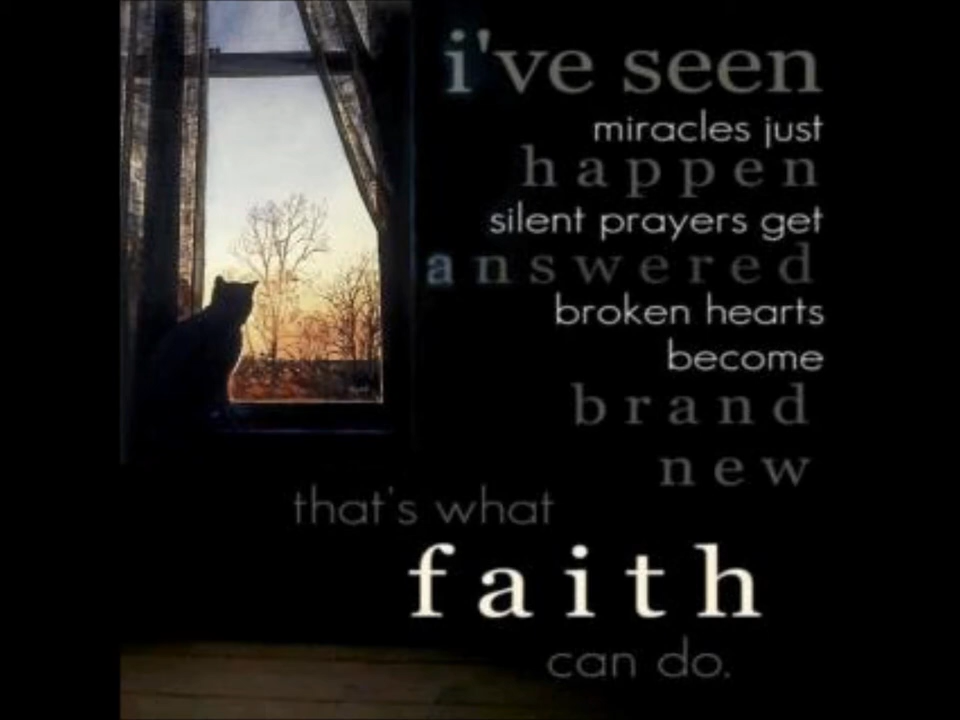 i've seen
miracles just
happen
silent prayers get
answered
broken hearts
become
brand
new
that's what
faith
can do.